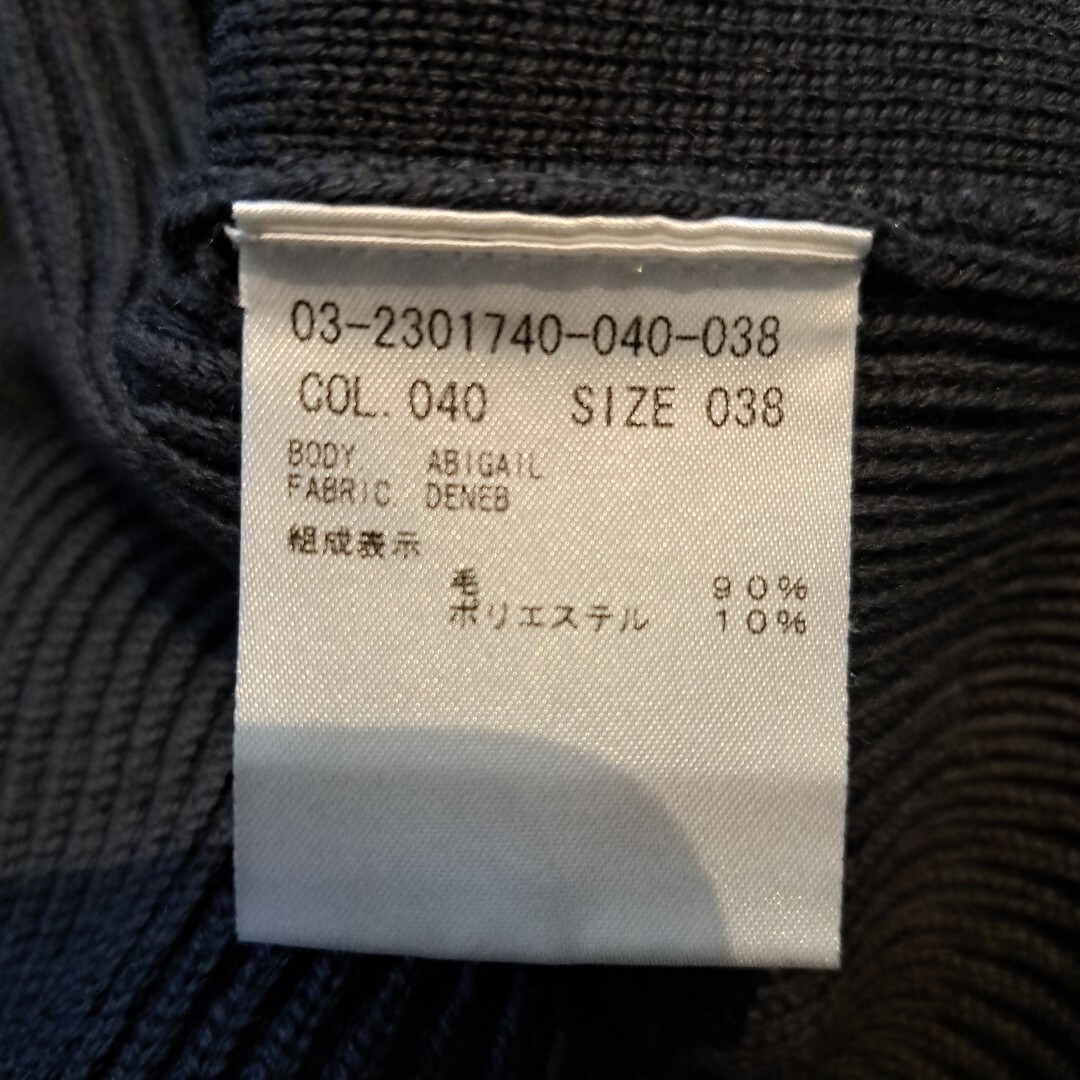 03-2301740-040-038
COL. 040 SIZE 038
BODY. ABIGAIL
FABRIC. DENEB
組成表示
毛 90%
ポリエステル 10%